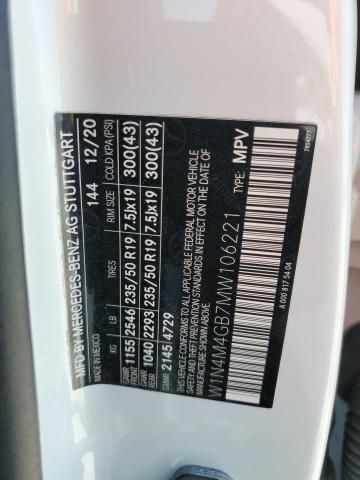 MFD BY MERCEDES-BENZ AG STUTTGART
MADE IN MEXICO 144 12/20
KG LB TIRES RIM SIZE COLD KPA (PSI)
GAWR FRONT 1155 2546 235/50 R19 7.5Jx19 300(43)
GAWR REAR 1040 2293 235/50 R19 7.5Jx19 300(43)
GVWR 2145 4729
THIS VEHICLE CONFORMS TO ALL APPLICABLE FEDERAL MOTOR VEHICLE
SAFETY THEFT AND BUMPER STANDARDS IN EFFECT
ON THE DATE OF MANUFACTURE SHOWN ABOVE
W1N4M4GB7MW106221 TYPE: MPV
A 000 817 54 04